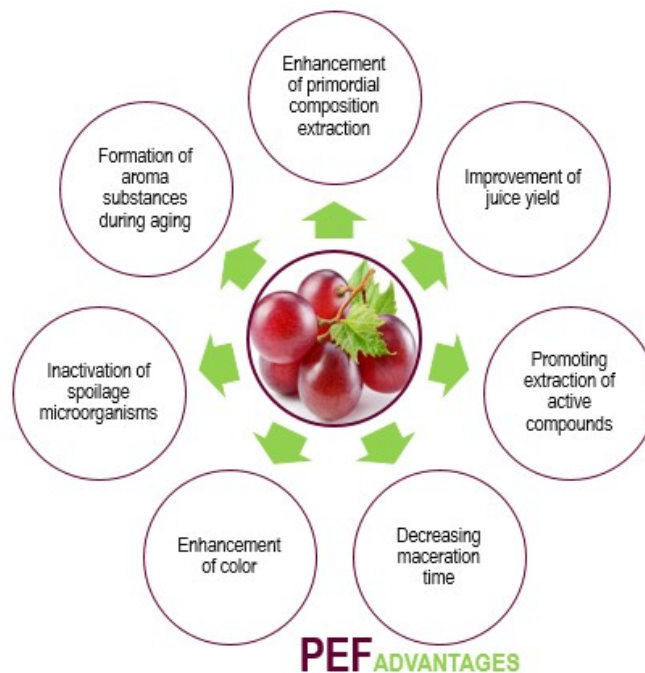 Enhancement
of primordial
composition
extraction
Improvement of
juice yield
Promoting
extraction of
active
compounds
Decreasing
maceration
time
Enhancement
of color
Inactivation of
spoilage
microorganisms
Formation of
aroma
substances
during aging
PEF ADVANTAGES